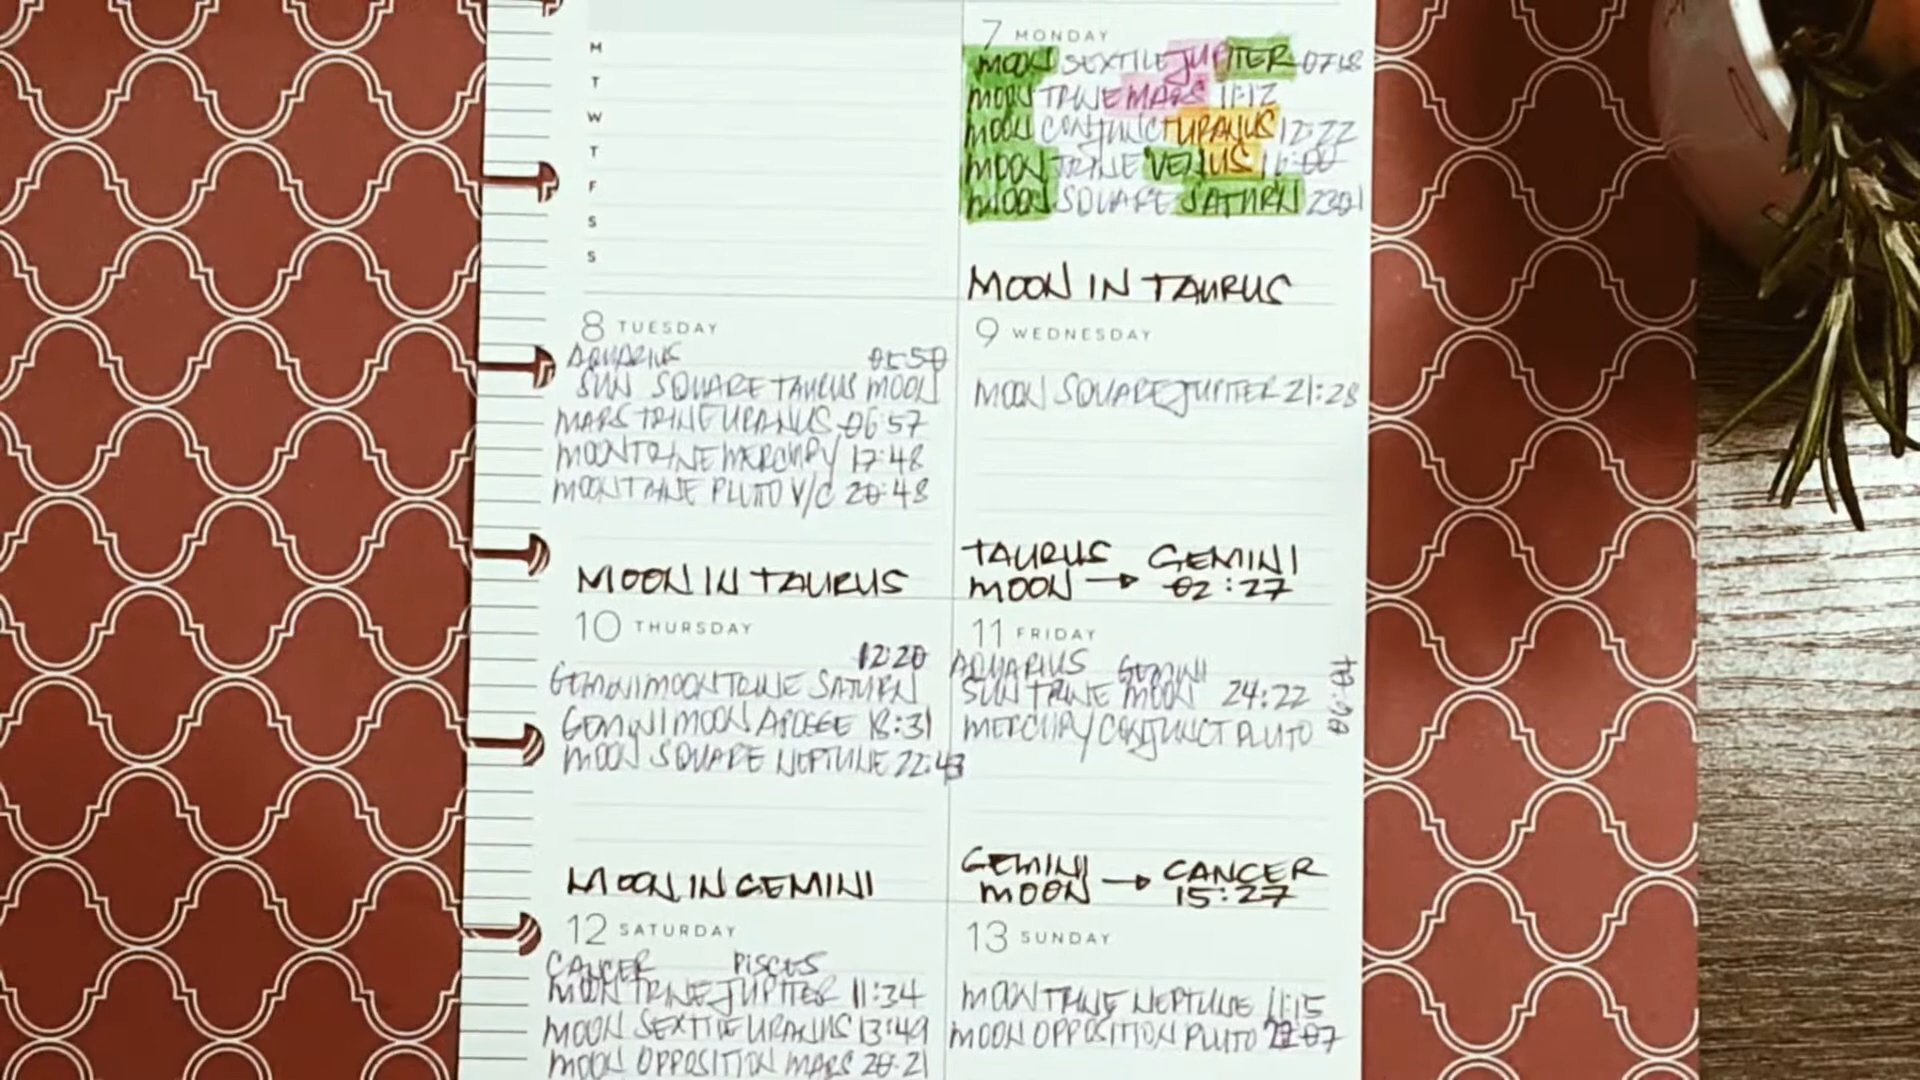 M
T
W
T
F
S
S
7 MONDAY
MOON SEXTILE JUPITER
MOON TRINE MARS 11:12
MOON CONJUNCT URANUS 12:22
MOON TRINE VENUS
MOON SQUARE SATURN 23:01
MOON IN TAURUS
8 TUESDAY
AQUARIUS
SUN SQUARE TAURUS MOON
MARS TRINE URANUS 06:57
MOON TRINE MERCURY 17:48
MOON TRINE PLUTO V/C 20:48
MOON IN TAURUS
9 WEDNESDAY
MOON SQUARE JUPITER 21:28
TAURUS GEMINI
MOON → 02:27
10 THURSDAY
12:20
GEMINI MOON TRINE SATURN
GEMINI MOON APOGEE 18:31
MOON SQUARE NEPTUNE 22:43
MOON IN GEMINI
11 FRIDAY
AQUARIUS GEMINI
SUN TRINE MOON 24:22
MERCURY CONJUNCT PLUTO
GEMINI CANCER
MOON → 15:27
12 SATURDAY
CANCER PISCES
MOON TRINE JUPITER 11:34
MOON SEXTILE URANUS 13:49
MOON OPPOSITION MARS 20:21
13 SUNDAY
MOON TRINE NEPTUNE 11:15
MOON OPPOSITION PLUTO